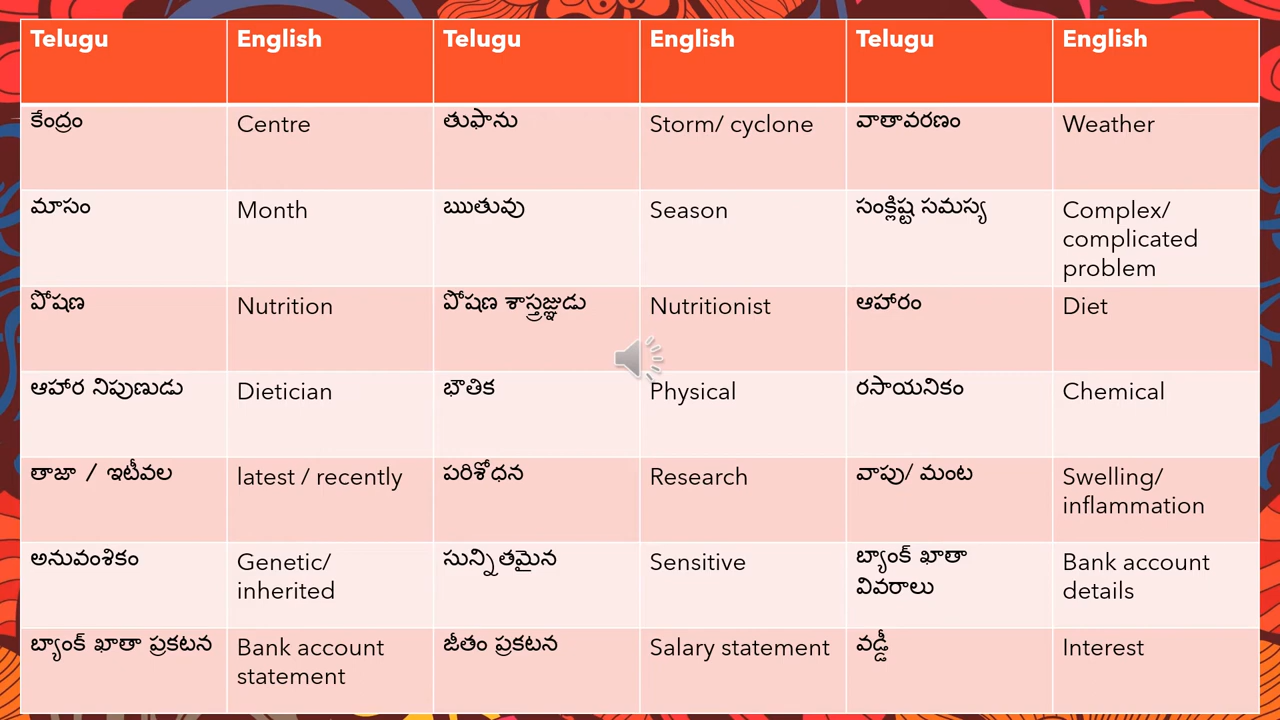 Telugu English Telugu English Telugu English
కేంద్రం Centre తుఫాను Storm/ cyclone వాతావరణం Weather
మాసం Month ఋతువు Season సంక్లిష్ట సమస్య Complex/
complicated
problem
పోషణ Nutrition పోషణ శాస్త్రజ్ఞుడు Nutritionist ఆహారం Diet
ఆహార నిపుణుడు Dietician భౌతిక Physical రసాయనికం Chemical
తాజా / ఇటీవల latest / recently పరిశోధన Research వాపు/ మంట Swelling/
inflammation
అనువంశికం Genetic/ సున్నితమైన Sensitive బ్యాంక్ ఖాతా Bank account
inherited వివరాలు details
బ్యాంక్ ఖాతా ప్రకటన Bank account జీతం ప్రకటన Salary statement వడ్డీ Interest
statement